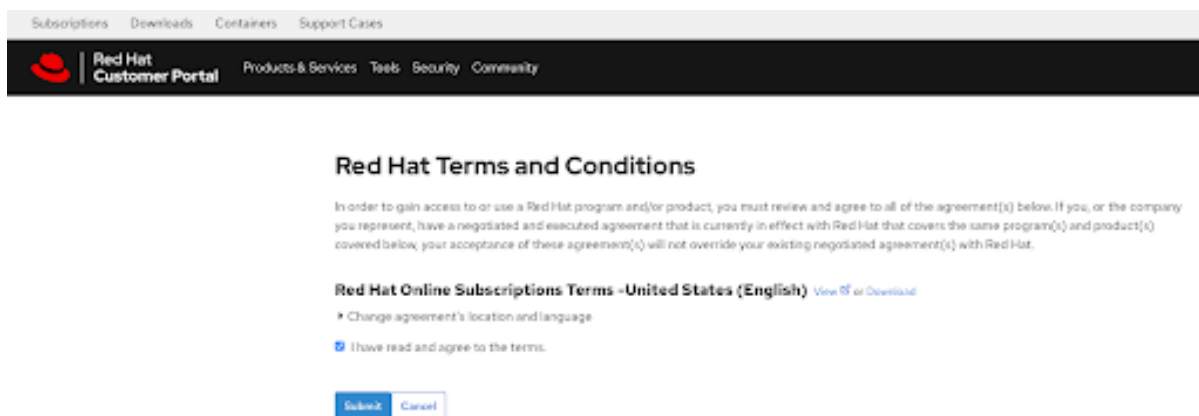 Subscriptions Downloads Containers Support Cases
Red Hat
Customer Portal
Products & Services Tools Security Community
Red Hat Terms and Conditions
In order to gain access to or use a Red Hat program and/or product, you must review and agree to all of the agreement(s) below. If you, or the company
you represent, have a negotiated and executed agreement that is currently in effect with Red Hat that covers the same program(s) and product(s)
covered below, your acceptance of these agreement(s) will not override your existing negotiated agreement(s) with Red Hat.
Red Hat Online Subscriptions Terms -United States (English) View or Download
Change agreement's location and language
I have read and agree to the terms.
Submit Cancel